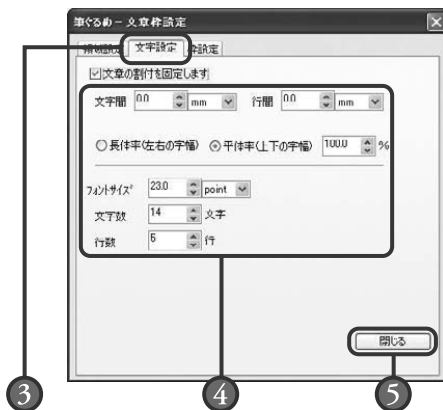 筆ぐるめ - 文章枠設定
文字設定 枠設定
文章の割付を固定します
文字間 0.0 mm 行間 0.0 mm
長体率(左右の字幅) 平体率(上下の字幅) 100.0 %
フォントサイズ 23.0 point
文字数 14 文字
行数 6 行
閉じる
3 4 5